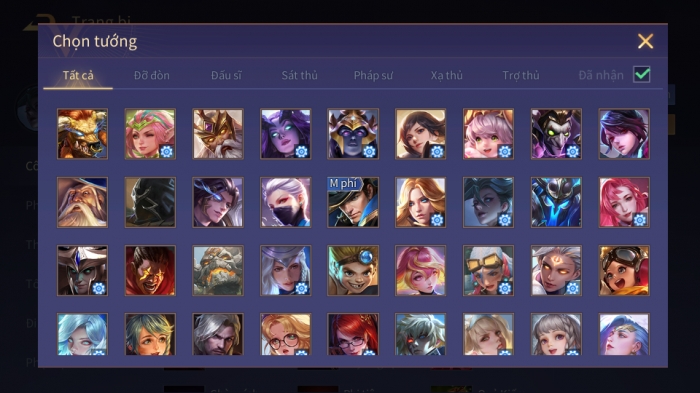 Trang bị
Chọn tướng
Tất cả Đỡ đòn Đấu sĩ Sát thủ Pháp sư Xạ thủ Trợ thủ Đã nhận
M phí